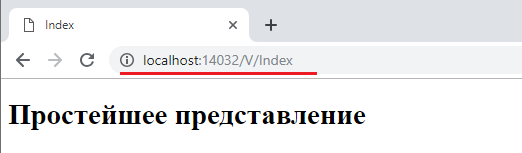 Index
localhost:14032/V/Index
Простейшее представление